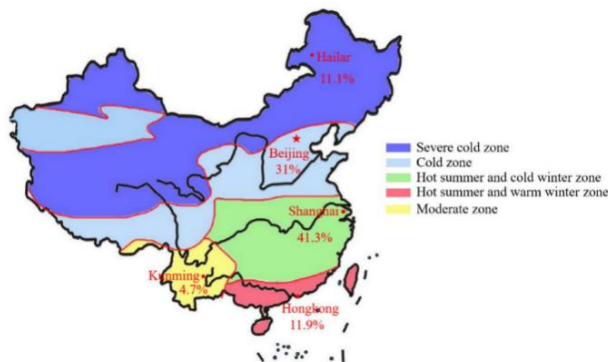 Hailar
11.1%
Beijing
31%
Shanghai
41.3%
Kunming
4.7%
Hongkong
11.9%
Severe cold zone
Cold zone
Hot summer and cold winter zone
Hot summer and warm winter zone
Moderate zone